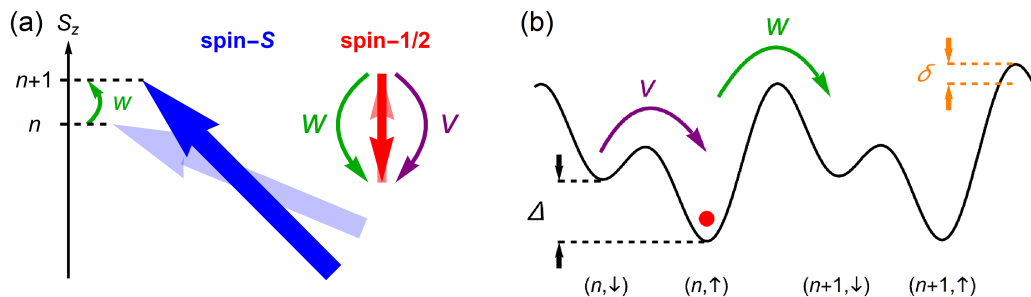 (a)
S_z
spin-S
spin-1/2
n+1
w
n
W
V
(b)
W
V
δ
Δ
(n,↓)
(n,↑)
(n+1,↓)
(n+1,↑)